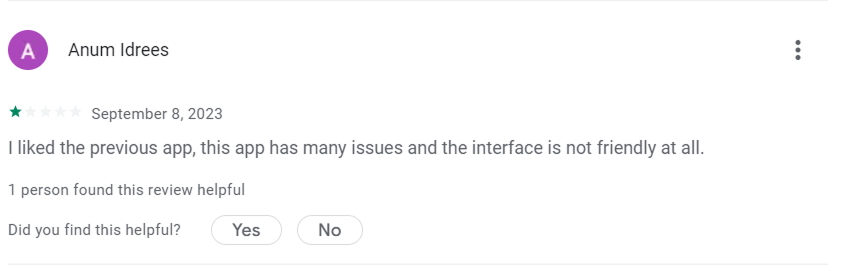 A
Anum Idrees
September 8, 2023
I liked the previous app, this app has many issues and the interface is not friendly at all.
1 person found this review helpful
Did you find this helpful?
Yes
No